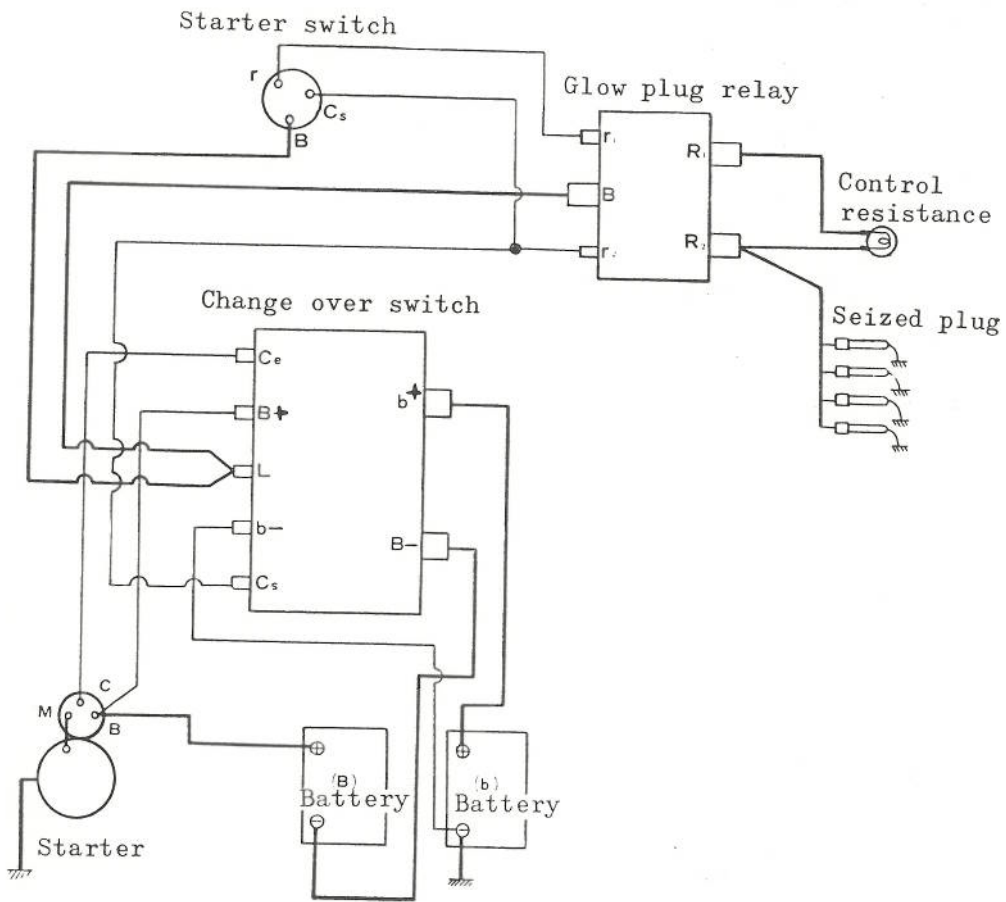 Starter switch
r
Cs
B
Glow plug relay
r1
R1
B
Control
resistance
r2
R2
Change over switch
Seized plug
Ce
b+
B+
L
b-
B-
Cs
C
M
B
(B)
Battery
(b)
Battery
Starter